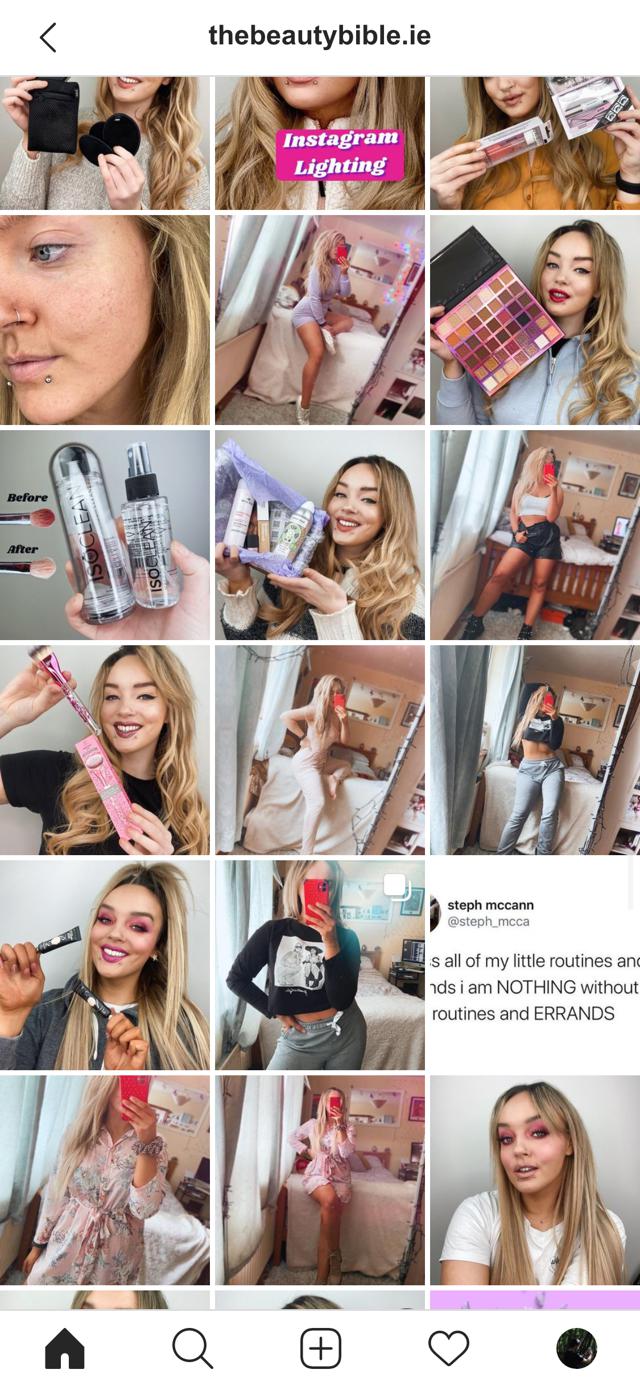 thebeautybible.ie
Instagram
Lighting
Before
After
ISOCLEAN
ISOCLEAN
steph mccann
@steph_mcca
s all of my little routines and
nds i am NOTHING without
routines and ERRANDS